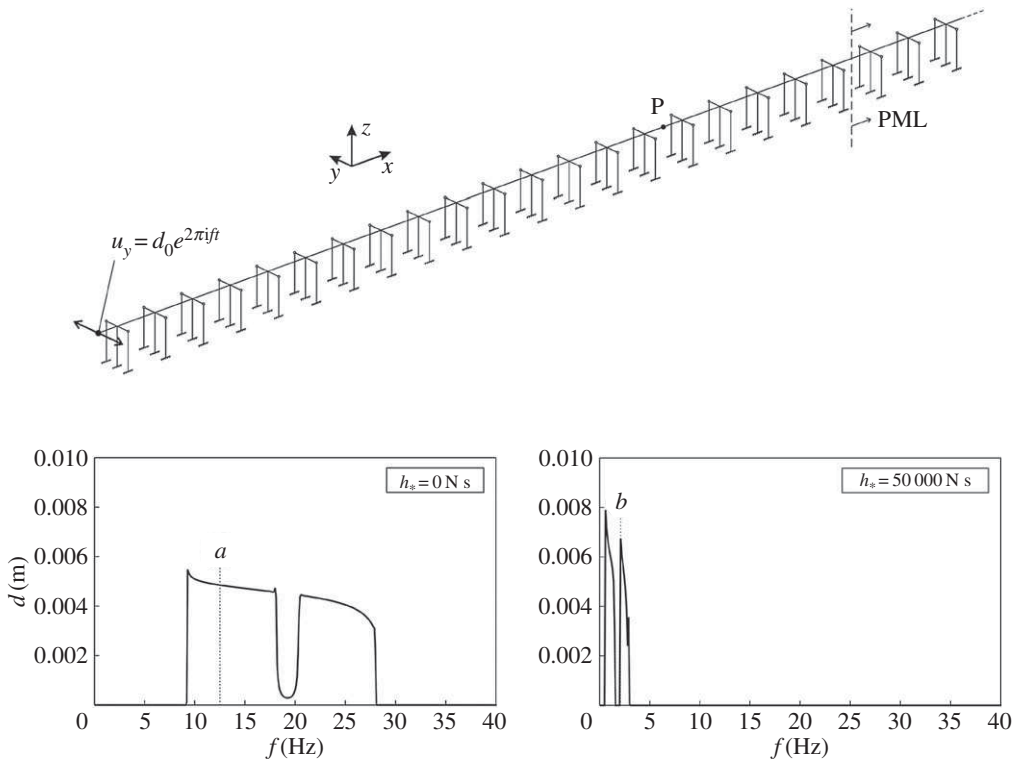 P
PML
z
y
x
u_y = d_0 e^{2πift}
0.010
0.008
0.006
0.004
0.002
0
d (m)
a
h_* = 0 N s
5 10 15 20 25 30 35 40
f (Hz)
0.010
0.008
0.006
0.004
0.002
0
b
h_* = 50 000 N s
5 10 15 20 25 30 35 40
f (Hz)